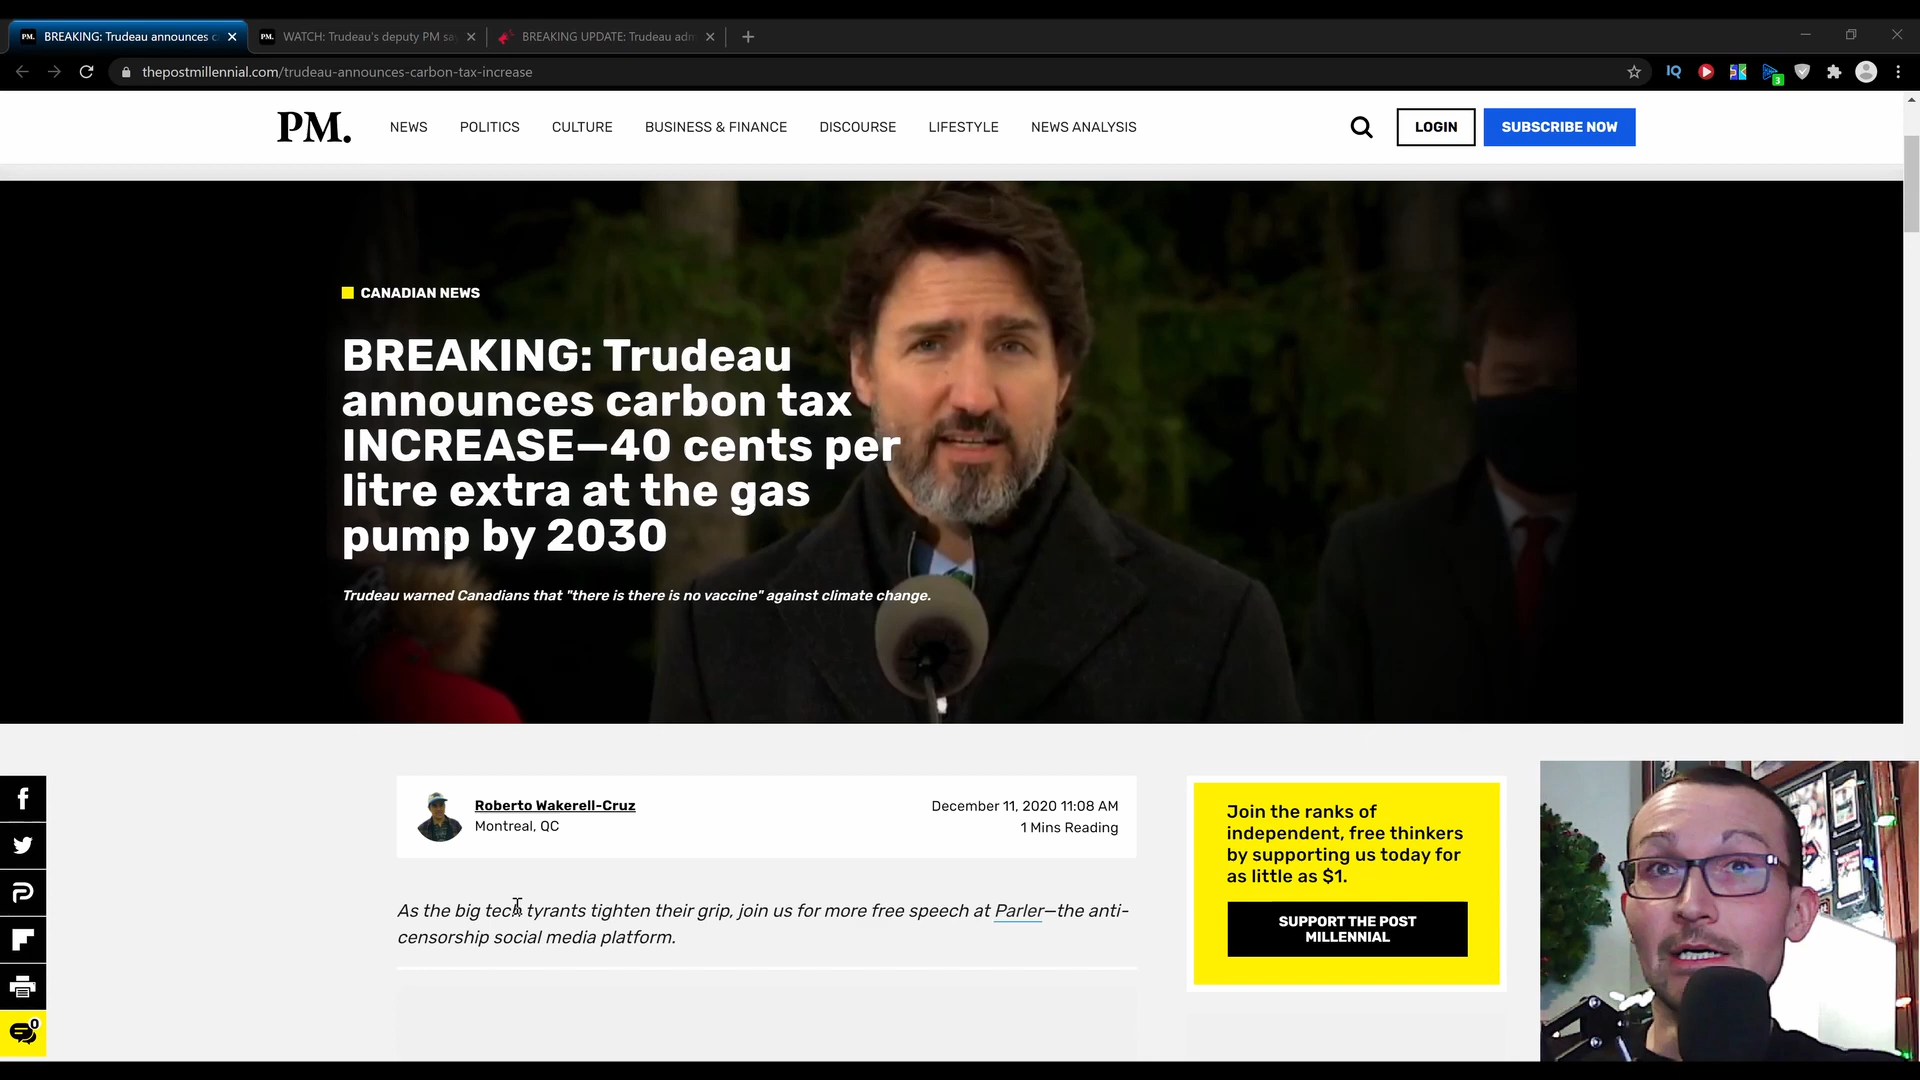 BREAKING: Trudeau announces c
WATCH: Trudeau's deputy PM sa
BREAKING UPDATE: Trudeau adm
thepostmillennial.com/trudeau-announces-carbon-tax-increase
IQ
3
PM.
NEWS
POLITICS
CULTURE
BUSINESS & FINANCE
DISCOURSE
LIFESTYLE
NEWS ANALYSIS
LOGIN
SUBSCRIBE NOW
CANADIAN NEWS
BREAKING: Trudeau
announces carbon tax
INCREASE—40 cents per
litre extra at the gas
pump by 2030
Trudeau warned Canadians that "there is there is no vaccine" against climate change.
Roberto Wakerell-Cruz
Montreal, QC
December 11, 2020 11:08 AM
1 Mins Reading
As the big tech tyrants tighten their grip, join us for more free speech at Parler—the anti-
censorship social media platform.
Join the ranks of
independent, free thinkers
by supporting us today for
as little as $1.
SUPPORT THE POST
MILLENNIAL
0